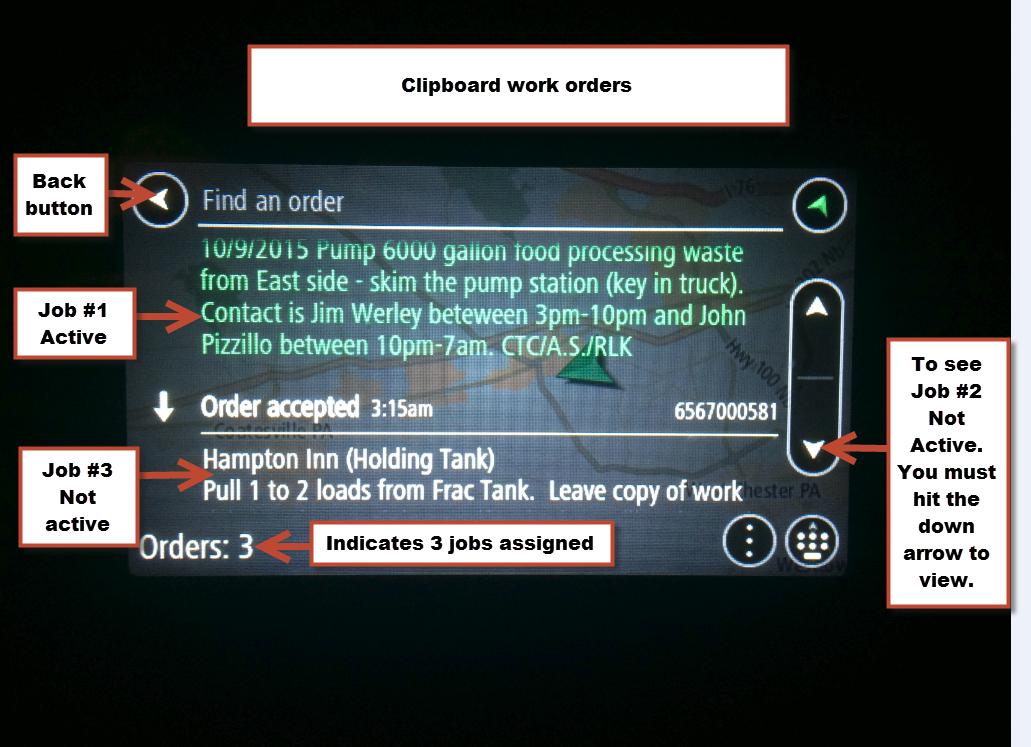 Clipboard work orders
Back
button
Find an order
I-76
10/9/2015 Pump 6000 gallon food processing waste
from East side - skim the pump station (key in truck).
Contact is Jim Werley beteween 3pm-10pm and John
Pizzillo between 10pm-7am. CTC/A.S./RLK
Job #1
Active
Hwy 100 N
Order accepted 3:15am
6567000581
Coatesville PA
Hampton Inn (Holding Tank)
Pull 1 to 2 loads from Frac Tank. Leave copy of work
Job #3
Not
active
To see
Job #2
Not
Active.
You must
hit the
down
arrow to
view.
Orders: 3
Indicates 3 jobs assigned